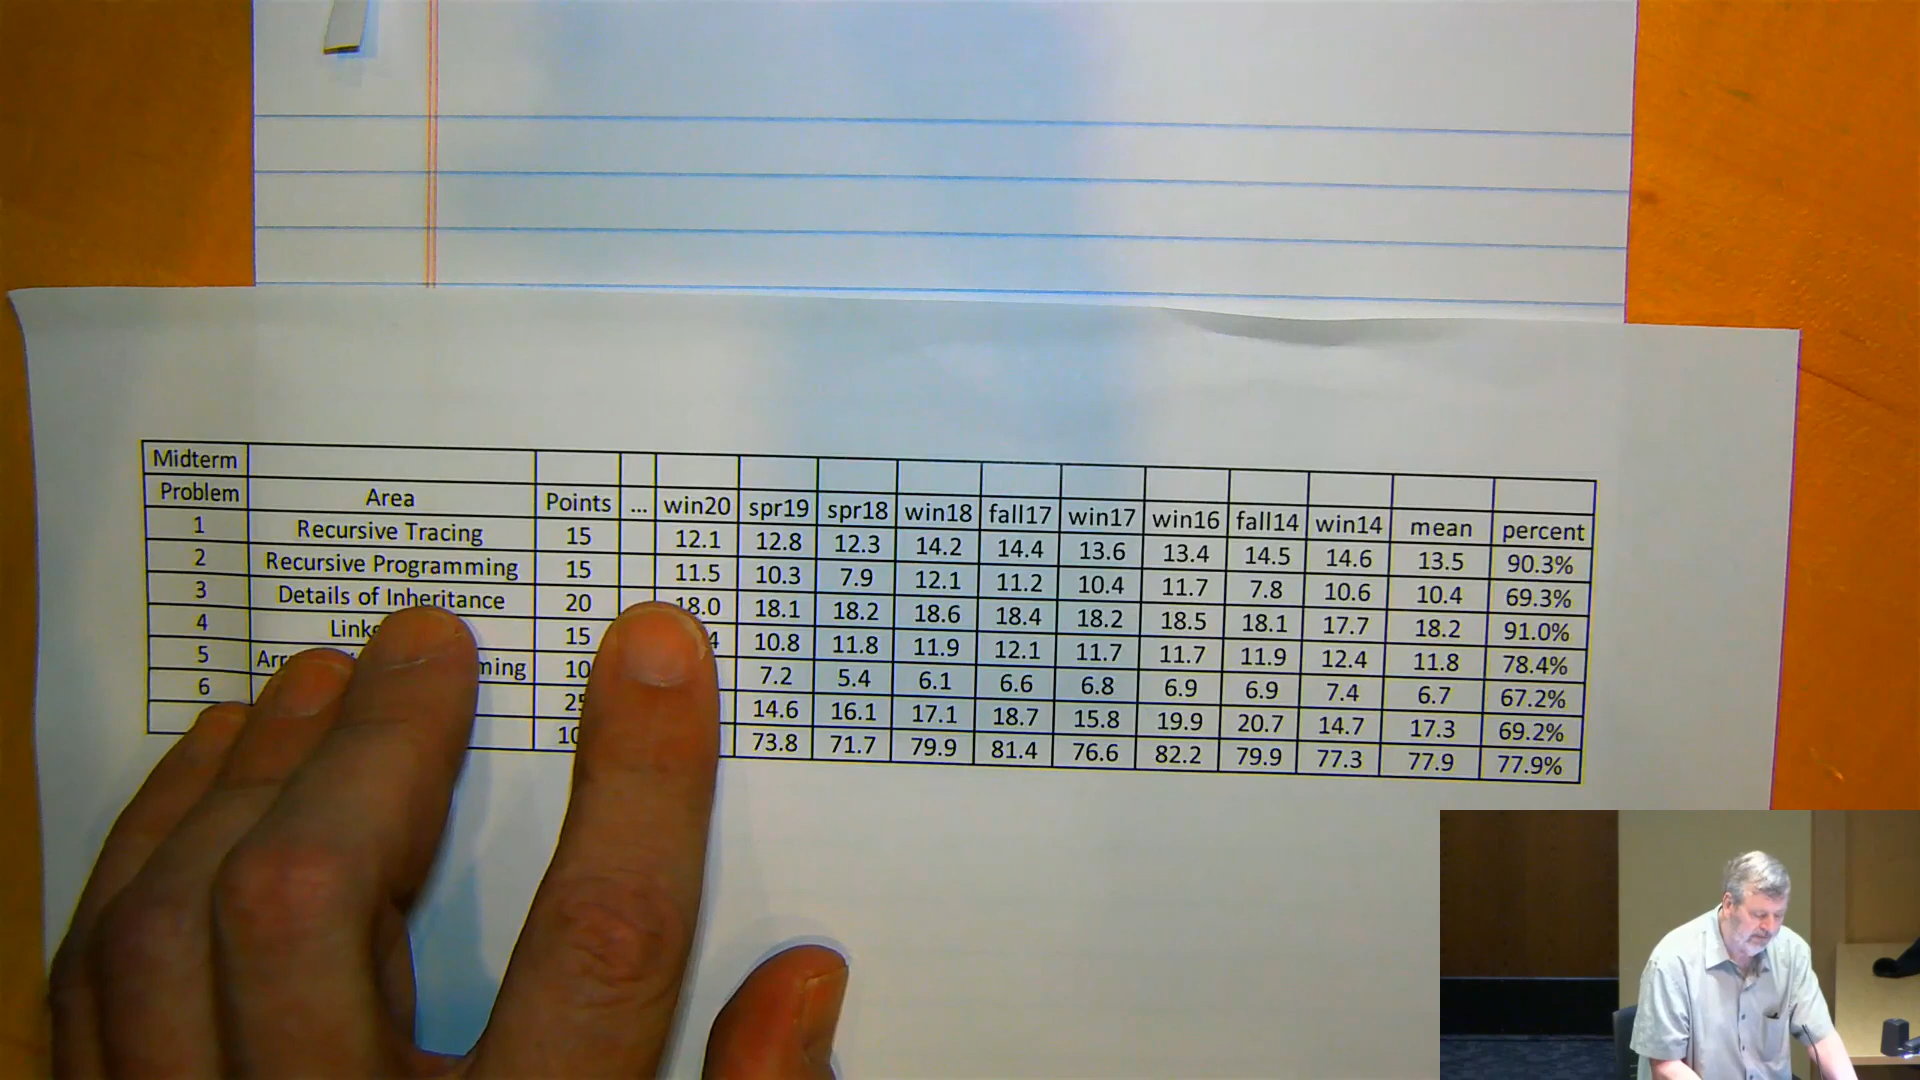 Midterm
Problem Area Points ... win20 spr19 spr18 win18 fall17 win17 win16 fall14 win14 mean percent
1 Recursive Tracing 15 12.1 12.8 12.3 14.2 14.4 13.6 13.4 14.5 14.6 13.5 90.3%
2 Recursive Programming 15 11.5 10.3 7.9 12.1 11.2 10.4 11.7 7.8 10.6 10.4 69.3%
3 Details of Inheritance 20 18.0 18.1 18.2 18.6 18.4 18.2 18.5 18.1 17.7 18.2 91.0%
4 15 10.8 11.8 11.9 12.1 11.7 11.7 11.9 12.4 11.8 78.4%
5 10 7.2 5.4 6.1 6.6 6.8 6.9 6.9 7.4 6.7 67.2%
6 14.6 16.1 17.1 18.7 15.8 19.9 20.7 14.7 17.3 69.2%
73.8 71.7 79.9 81.4 76.6 82.2 79.9 77.3 77.9 77.9%